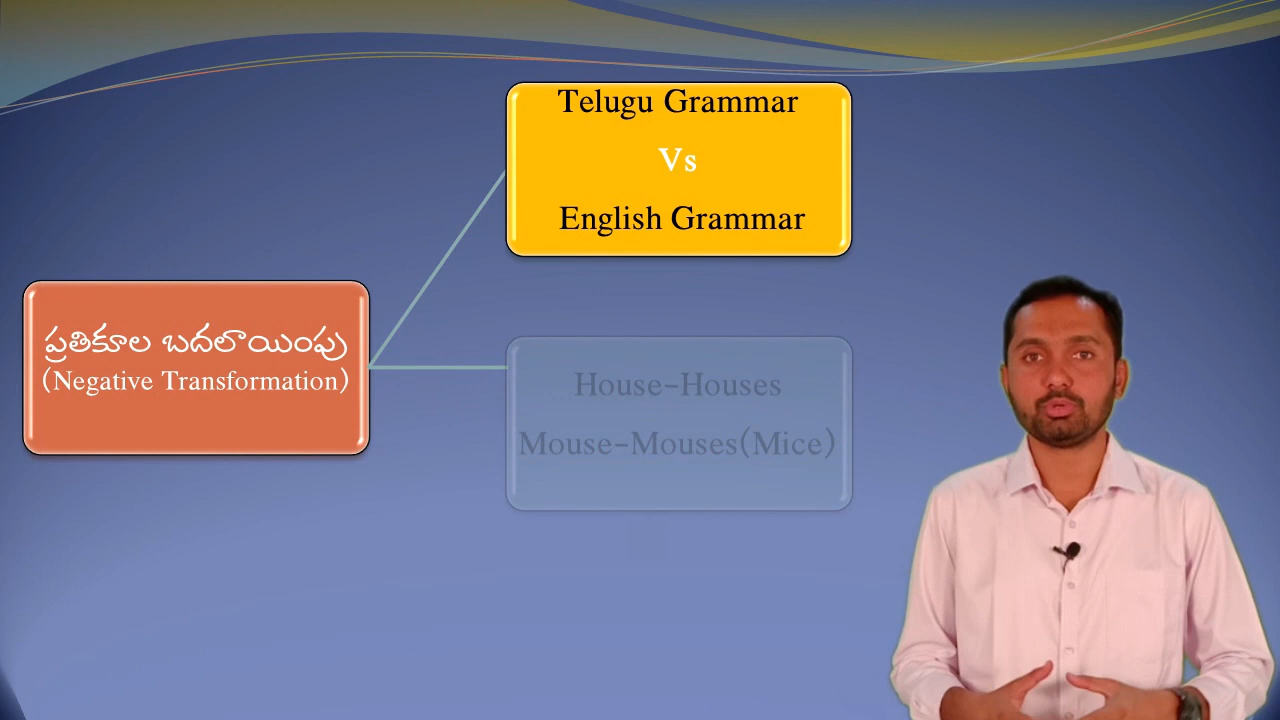 Telugu Grammar
Vs
English Grammar
ప్రతికూల బదలాయింపు
(Negative Transformation)
House-Houses
Mouse-Mouses(Mice)